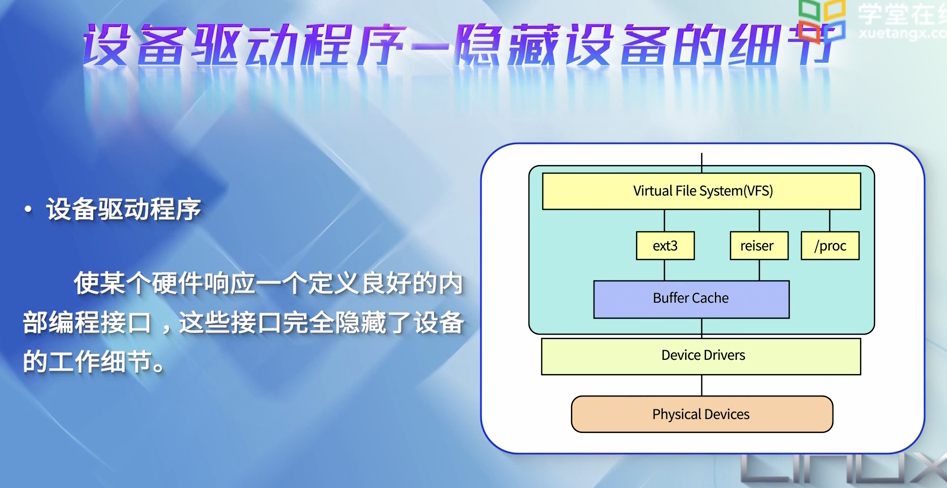 设备驱动程序—隐藏设备的细节
学堂在线
xuetangx.co
• 设备驱动程序
使某个硬件响应一个定义良好的内
部编程接口，这些接口完全隐藏了设备
的工作细节。
Virtual File System(VFS)
ext3
reiser
/proc
Buffer Cache
Device Drivers
Physical Devices
Linux